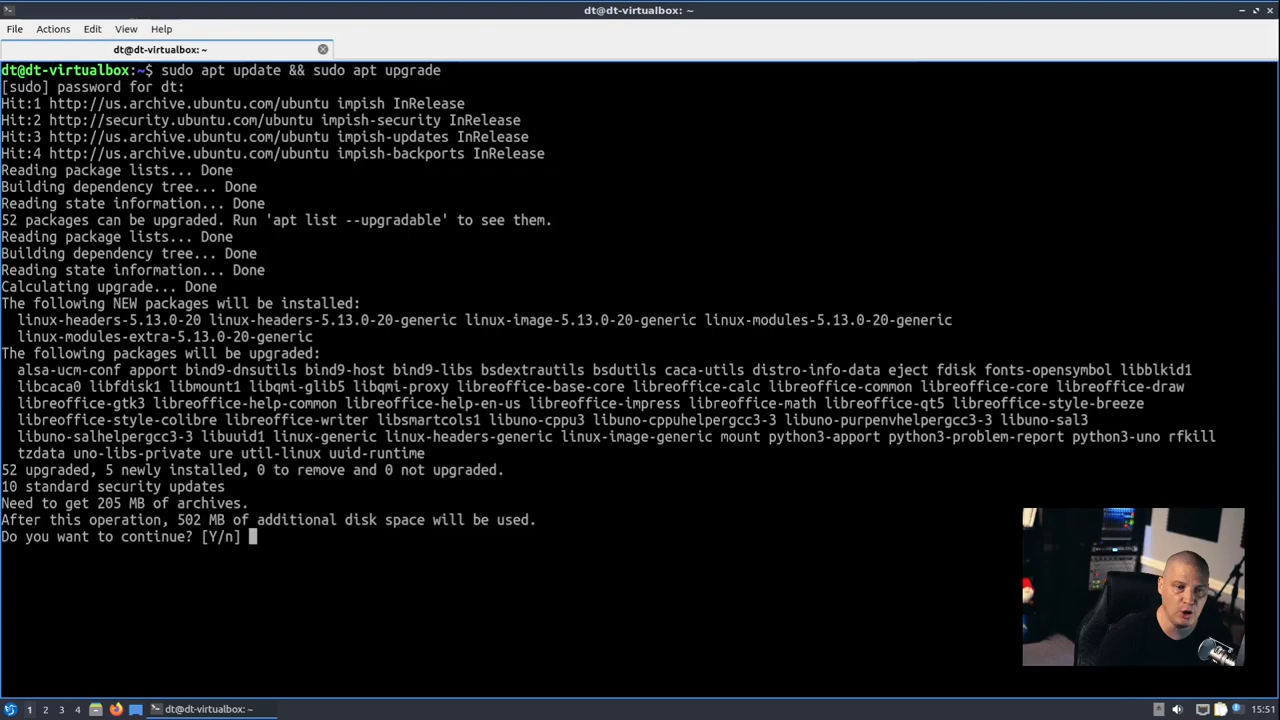 dt@dt-virtualbox: ~
File Actions Edit View Help
dt@dt-virtualbox: ~
dt@dt-virtualbox:~$ sudo apt update && sudo apt upgrade
[sudo] password for dt:
Hit:1 http://us.archive.ubuntu.com/ubuntu impish InRelease
Hit:2 http://security.ubuntu.com/ubuntu impish-security InRelease
Hit:3 http://us.archive.ubuntu.com/ubuntu impish-updates InRelease
Hit:4 http://us.archive.ubuntu.com/ubuntu impish-backports InRelease
Reading package lists... Done
Building dependency tree... Done
Reading state information... Done
52 packages can be upgraded. Run 'apt list --upgradable' to see them.
Reading package lists... Done
Building dependency tree... Done
Reading state information... Done
Calculating upgrade... Done
The following NEW packages will be installed:
linux-headers-5.13.0-20 linux-headers-5.13.0-20-generic linux-image-5.13.0-20-generic linux-modules-5.13.0-20-generic
linux-modules-extra-5.13.0-20-generic
The following packages will be upgraded:
alsa-ucm-conf apport bind9-dnsutils bind9-host bind9-libs bsdextrautils bsdutils caca-utils distro-info-data eject fdisk fonts-opensymbol libblkid1
libcaca0 libfdisk1 libmount1 libqmi-glib5 libqmi-proxy libreoffice-base-core libreoffice-calc libreoffice-common libreoffice-core libreoffice-draw
libreoffice-gtk3 libreoffice-help-common libreoffice-help-en-us libreoffice-impress libreoffice-math libreoffice-qt5 libreoffice-style-breeze
libreoffice-style-colibre libreoffice-writer libsmartcols1 libuno-cppu3 libuno-cppuhelpergcc3-3 libuno-purpenvhelpergcc3-3 libuno-sal3
libuno-salhelpergcc3-3 libuuid1 linux-generic linux-headers-generic linux-image-generic mount python3-apport python3-problem-report python3-uno rfkill
tzdata uno-libs-private ure util-linux uuid-runtime
52 upgraded, 5 newly installed, 0 to remove and 0 not upgraded.
10 standard security updates
Need to get 205 MB of archives.
After this operation, 502 MB of additional disk space will be used.
Do you want to continue? [Y/n]
1 2 3 4 dt@dt-virtualbox: ~ 15:51